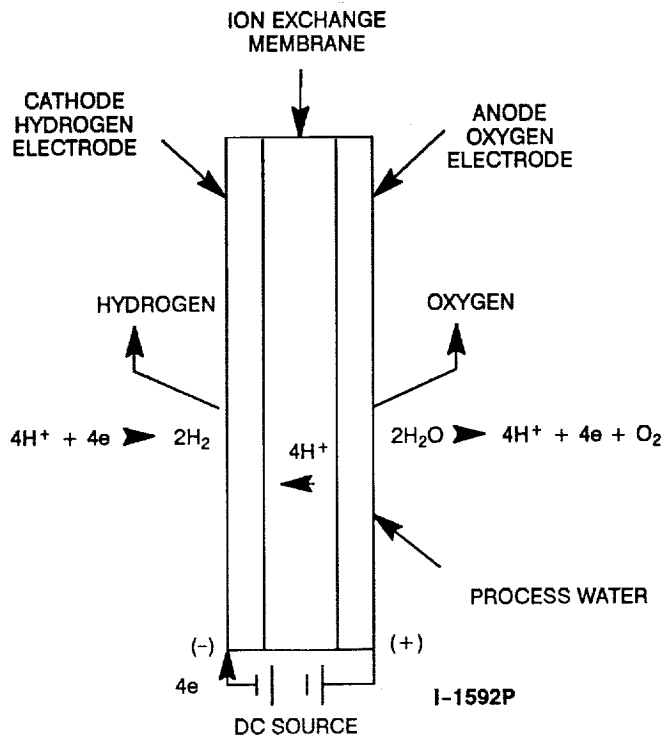 ION EXCHANGE
MEMBRANE
CATHODE
HYDROGEN
ELECTRODE
ANODE
OXYGEN
ELECTRODE
HYDROGEN
OXYGEN
4H⁺ + 4e ➤ 2H₂
2H₂O ➤ 4H⁺ + 4e + O₂
4H⁺
PROCESS WATER
(−)
(+)
4e
I-1592P
DC SOURCE